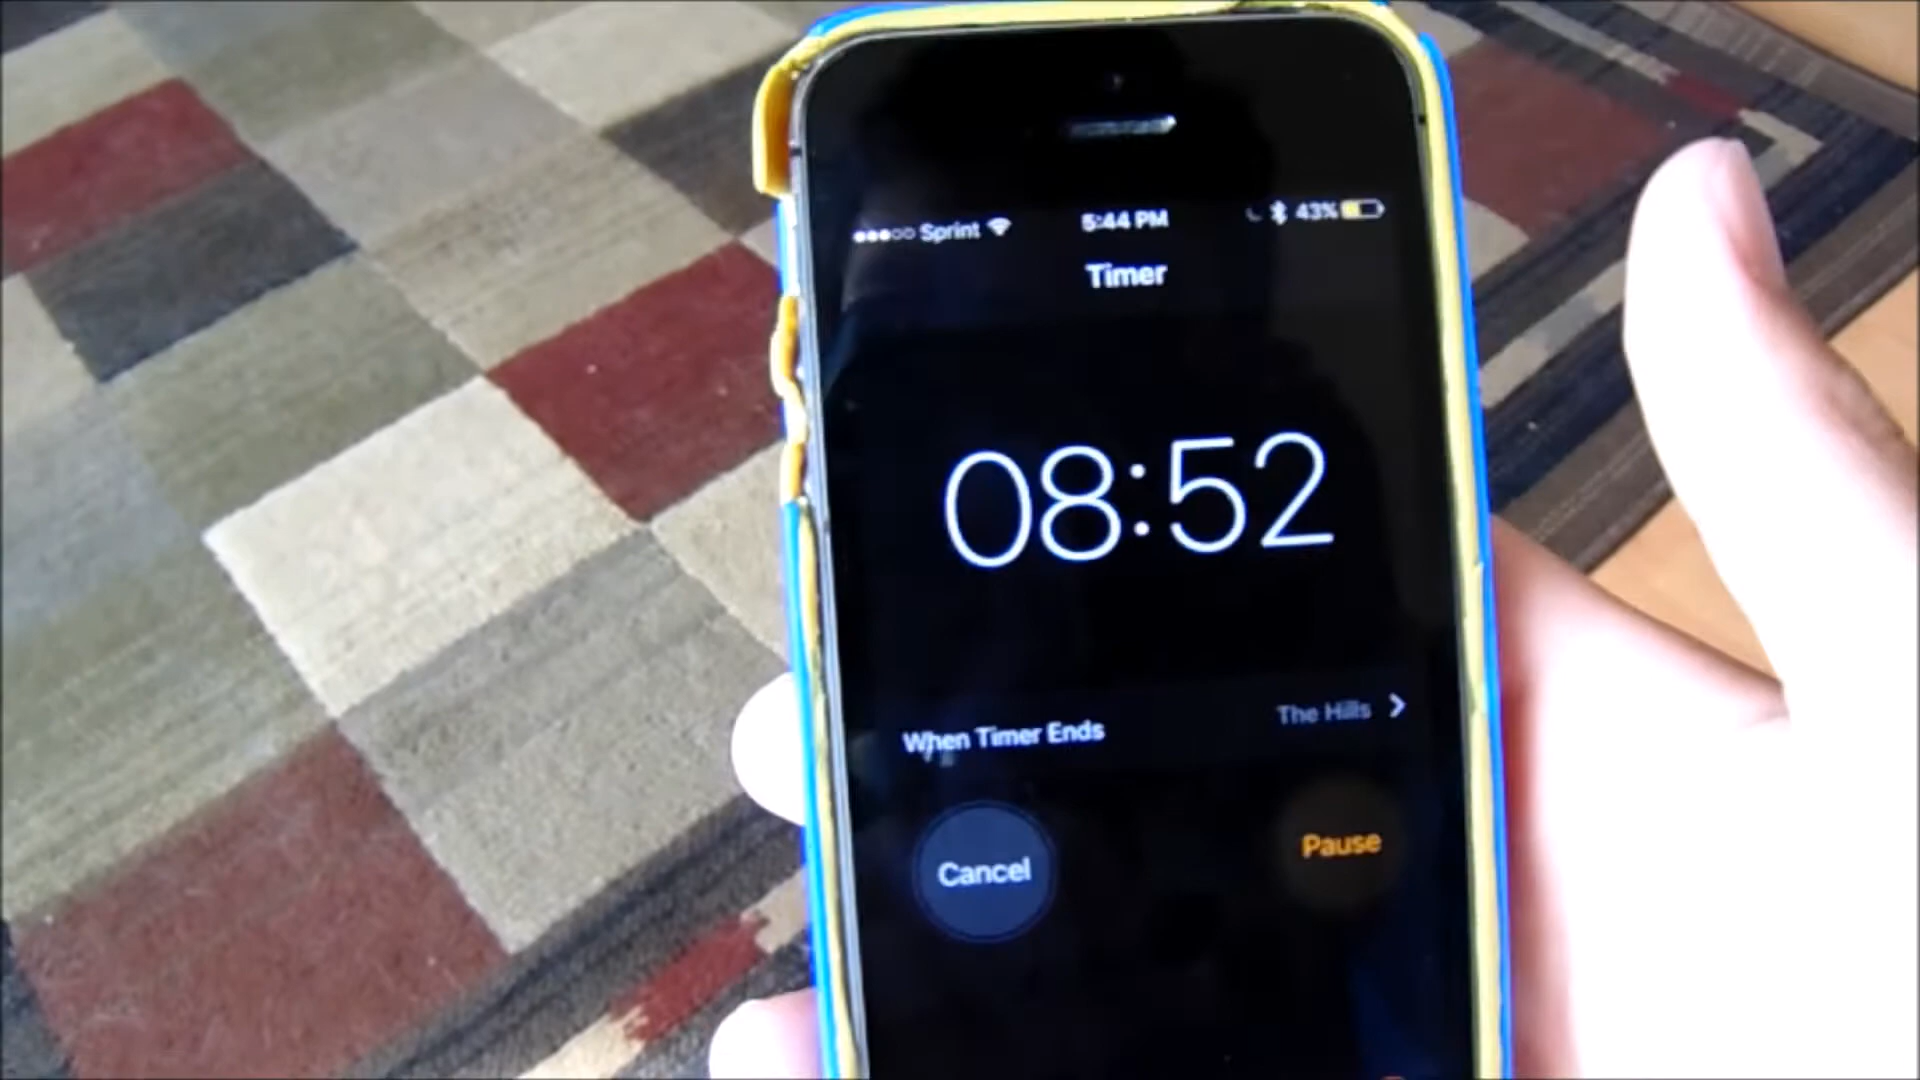 Sprint 5:44 PM 43%
Timer
08:52
When Timer Ends The Hills
Cancel Pause